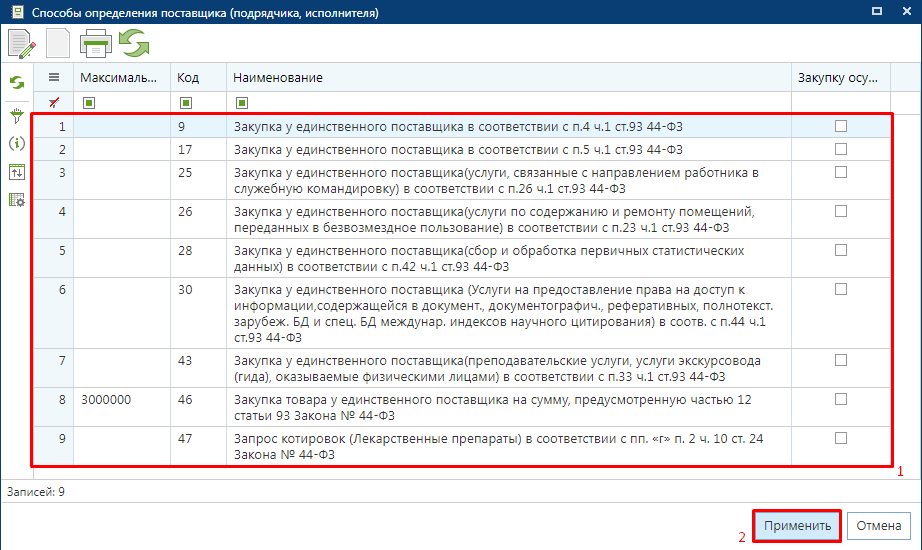 Способы определения поставщика (подрядчика, исполнителя)
Максималь... Код Наименование Закупку осу...
1 9 Закупка у единственного поставщика в соответствии с п.4 ч.1 ст.93 44-ФЗ
2 17 Закупка у единственного поставщика в соответствии с п.5 ч.1 ст.93 44-ФЗ
3 25 Закупка у единственного поставщика(услуги, связанные с направлением работника в
служебную командировку) в соответствии с п.26 ч.1 ст.93 44-ФЗ
4 26 Закупка у единственного поставщика(услуги по содержанию и ремонту помещений,
переданных в безвозмездное пользование) в соответствии с п.23 ч.1 ст.93 44-ФЗ
5 28 Закупка у единственного поставщика(сбор и обработка первичных статистических
данных) в соответствии с п.42 ч.1 ст.93 44-ФЗ
6 30 Закупка у единственного поставщика (Услуги на предоставление права на доступ к
информации,содержащейся в документ., документографич., реферативных, полнотекст.
зарубеж. БД и спец. БД междунар. индексов научного цитирования) в соотв. с п.44 ч.1
ст.93 44-ФЗ
7 43 Закупка у единственного поставщика(преподавательские услуги, услуги экскурсовода
(гида), оказываемые физическими лицами) в соответствии с п.33 ч.1 ст.93 44-ФЗ
8 3000000 46 Закупка товара у единственного поставщика на сумму, предусмотренную частью 12
статьи 93 Закона № 44-ФЗ
9 47 Запрос котировок (Лекарственные препараты) в соответствии с пп. «г» п. 2 ч. 10 ст. 24
Закона № 44-ФЗ
1
Записей: 9
2 Применить Отмена